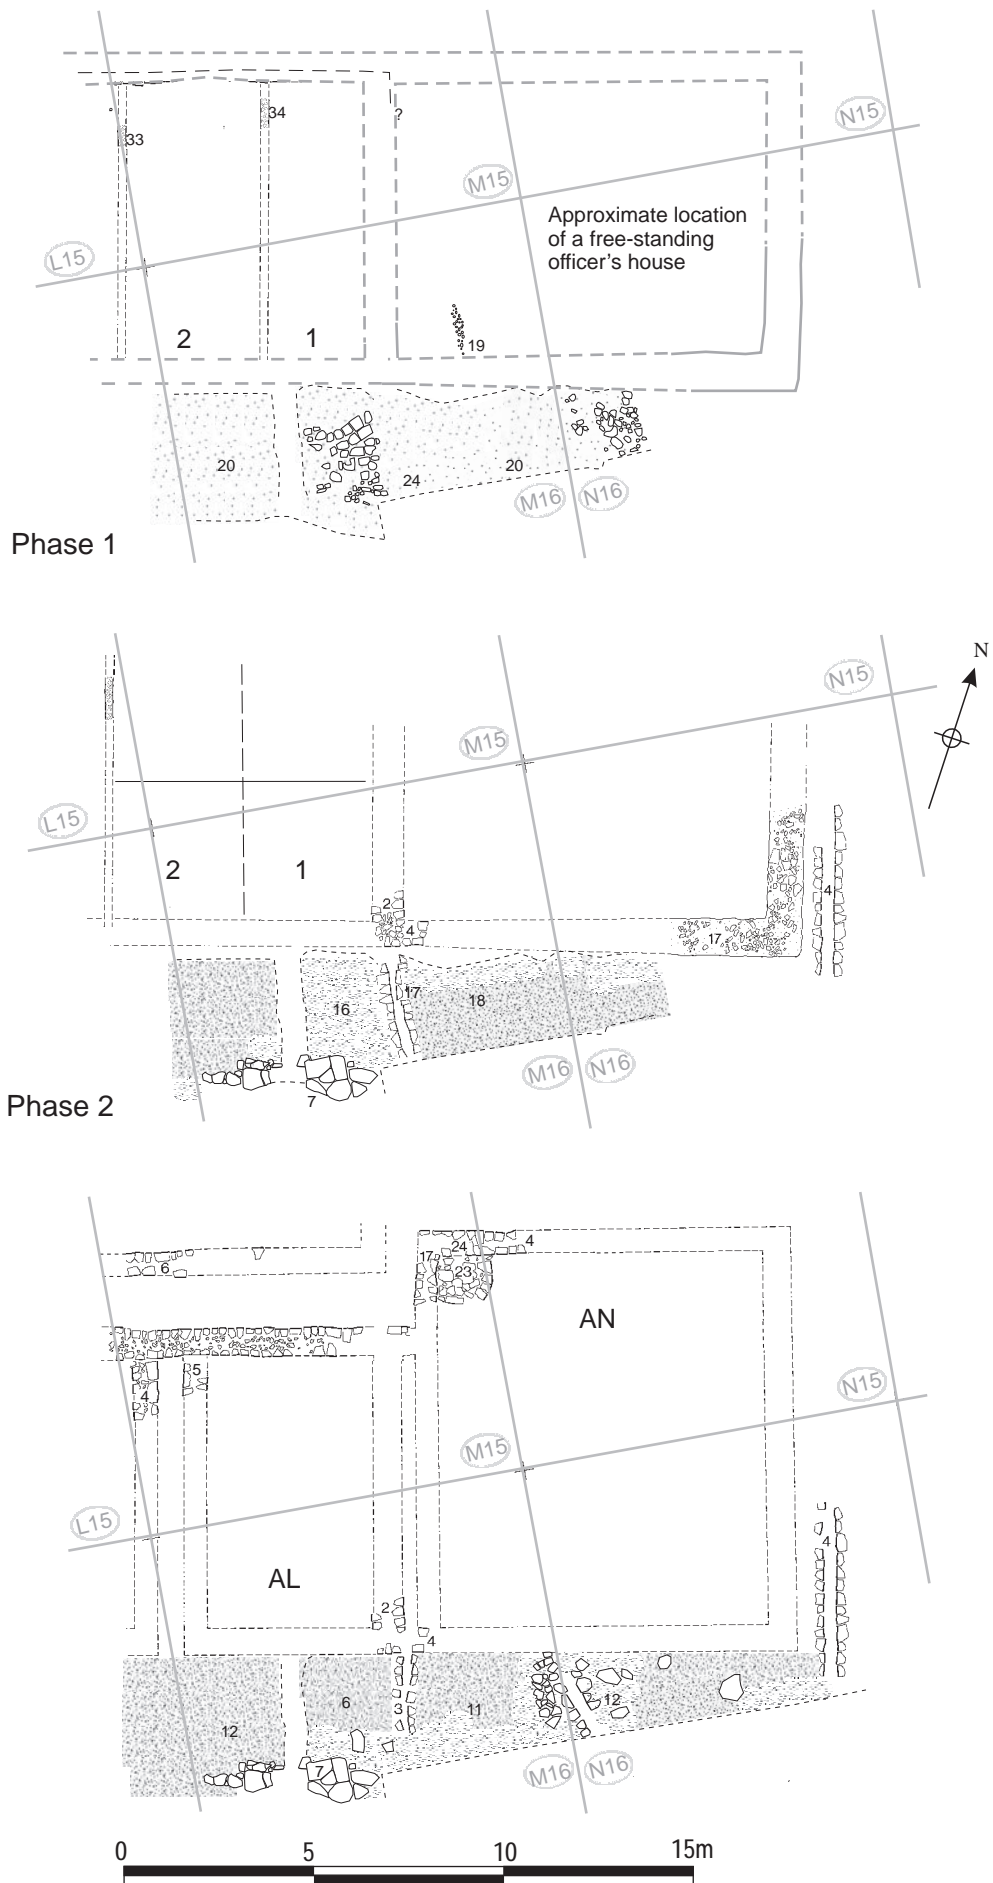 N15
34
?
33
M15
Approximate location
of a free-standing
officer's house
L15
2 1 19
20 24 20
M16 N16
Phase 1
N
N15
M15
L15
2 1
4
2
4 17
16 17 18
M16 N16
7
Phase 2
4
24
17
6 23
AN
5
4
N15
M15
L15
4
AL
2
4
6 3 11 12
12
7
M16 N16
0 5 10 15m